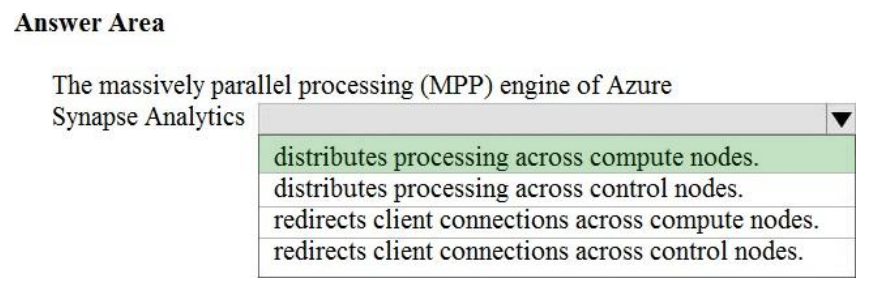 Answer Area
The massively parallel processing (MPP) engine of Azure
Synapse Analytics
distributes processing across compute nodes.
distributes processing across control nodes.
redirects client connections across compute nodes.
redirects client connections across control nodes.